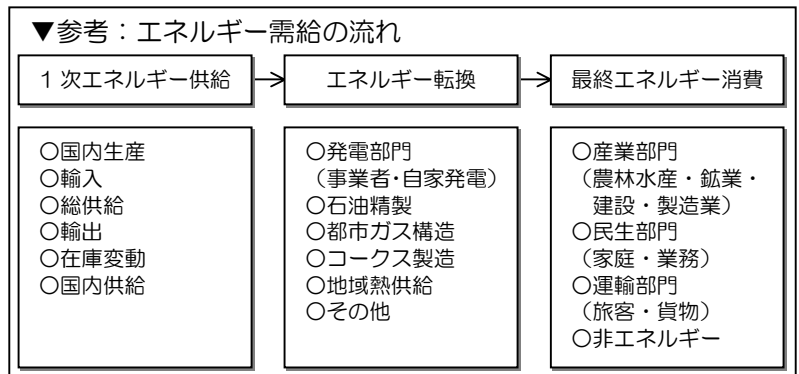 ▼参考：エネルギー需給の流れ
1次エネルギー供給
エネルギー転換
最終エネルギー消費
○国内生産
○輸入
○総供給
○輸出
○在庫変動
○国内供給
○発電部門
（事業者・自家発電）
○石油精製
○都市ガス構造
○コークス製造
○地域熱供給
○その他
○産業部門
（農林水産・鉱業・
建設・製造業）
○民生部門
（家庭・業務）
○運輸部門
（旅客・貨物）
○非エネルギー